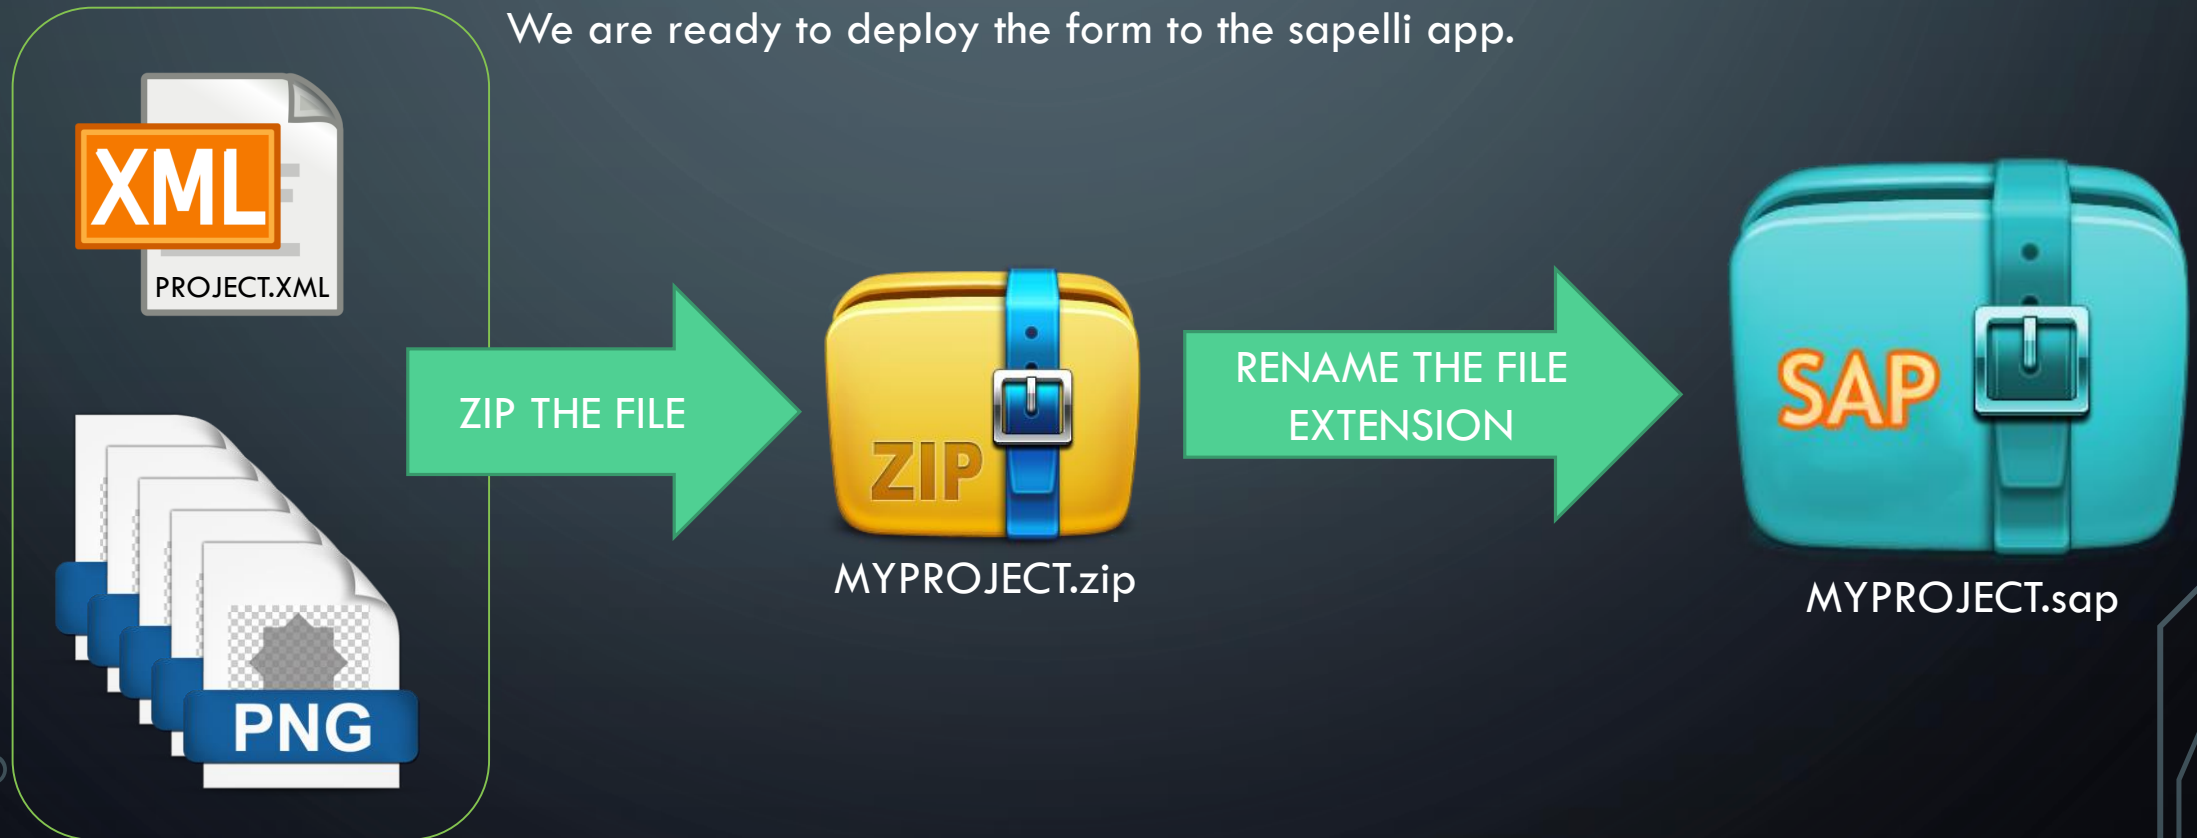 We are ready to deploy the form to the sapelli app.
XML
PROJECT.XML
PNG
ZIP THE FILE
ZIP
MYPROJECT.zip
RENAME THE FILE
EXTENSION
SAP
MYPROJECT.sap